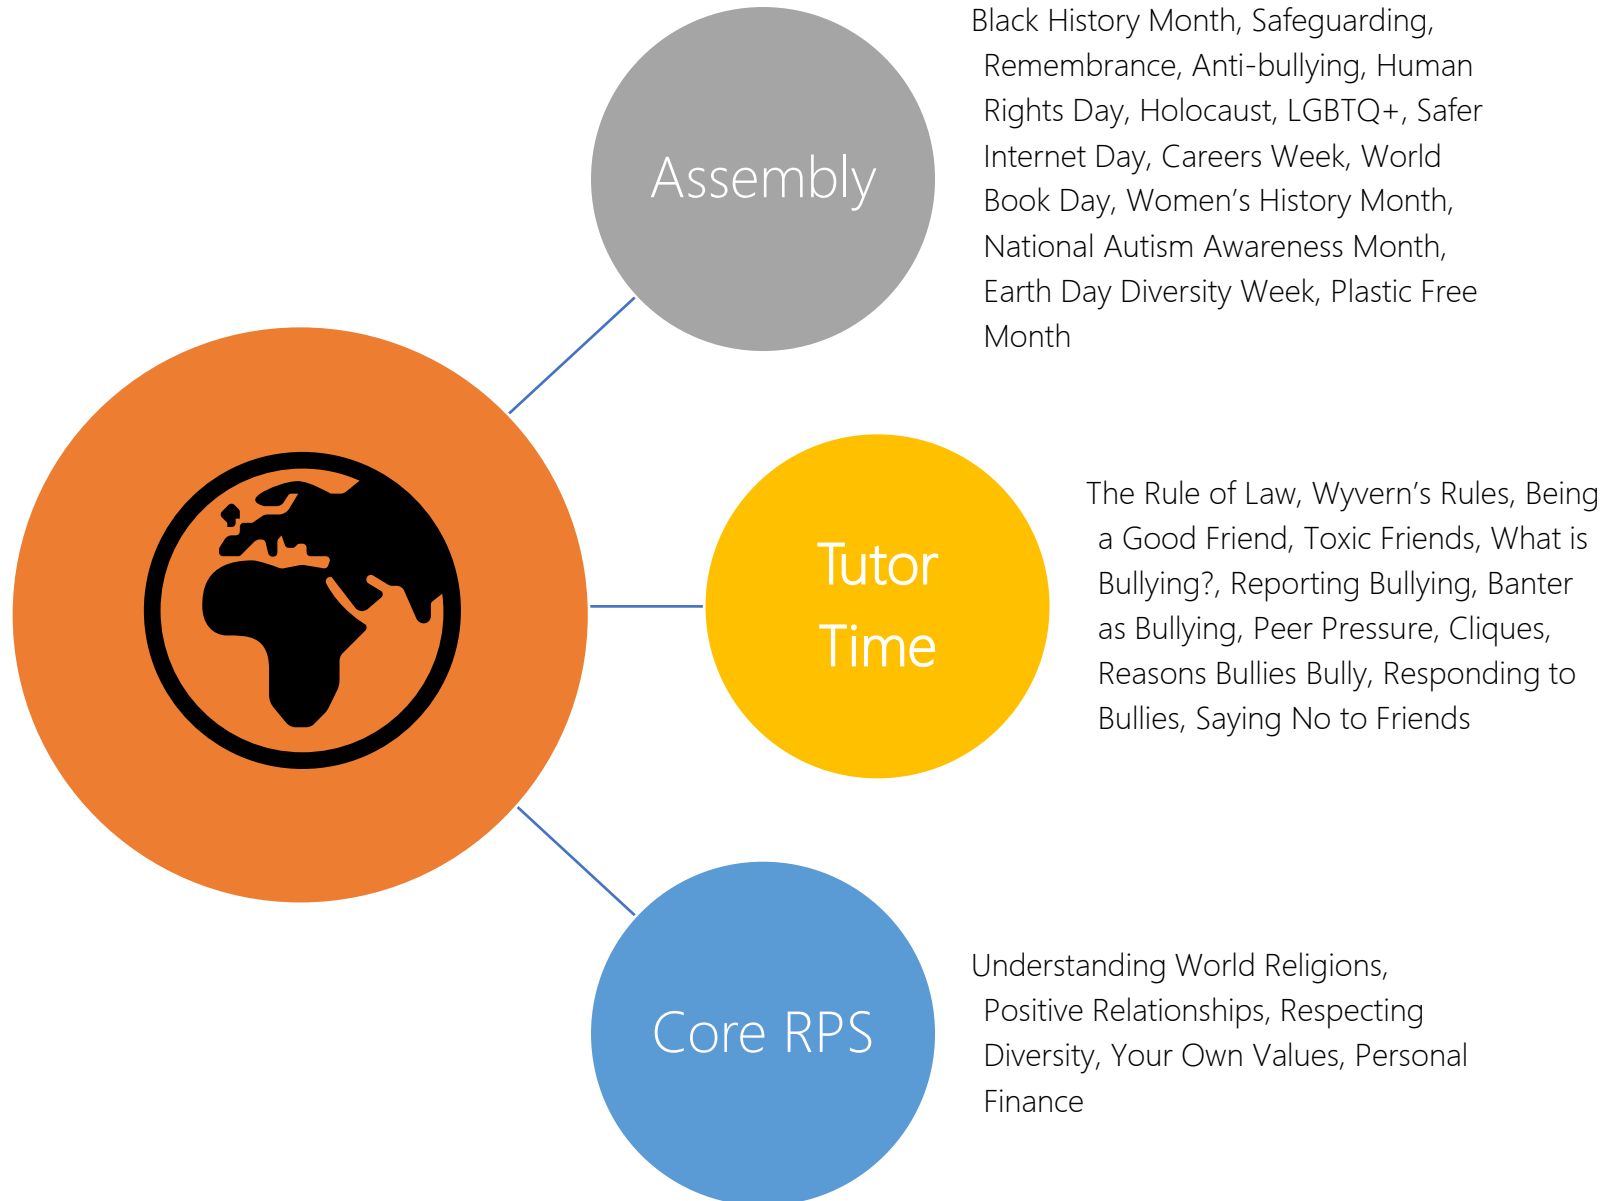 Assembly
Black History Month, Safeguarding,
Remembrance, Anti-bullying, Human
Rights Day, Holocaust, LGBTQ+, Safer
Internet Day, Careers Week, World
Book Day, Women’s History Month,
National Autism Awareness Month,
Earth Day Diversity Week, Plastic Free
Month
Tutor
Time
The Rule of Law, Wyvern’s Rules, Being
a Good Friend, Toxic Friends, What is
Bullying?, Reporting Bullying, Banter
as Bullying, Peer Pressure, Cliques,
Reasons Bullies Bully, Responding to
Bullies, Saying No to Friends
Core RPS
Understanding World Religions,
Positive Relationships, Respecting
Diversity, Your Own Values, Personal
Finance